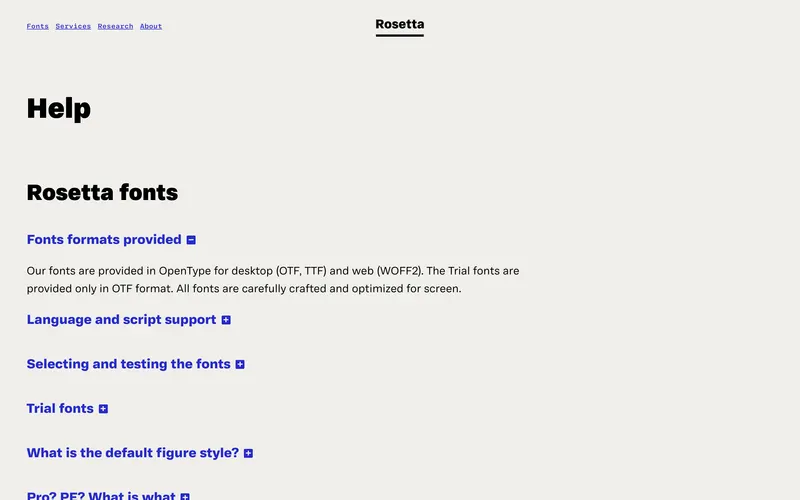 Fonts Services Research About
Rosetta
Help
Rosetta fonts
Fonts formats provided
Our fonts are provided in OpenType for desktop (OTF, TTF) and web (WOFF2). The Trial fonts are
provided only in OTF format. All fonts are carefully crafted and optimized for screen.
Language and script support
Selecting and testing the fonts
Trial fonts
What is the default figure style?
Pro? PE? What is what